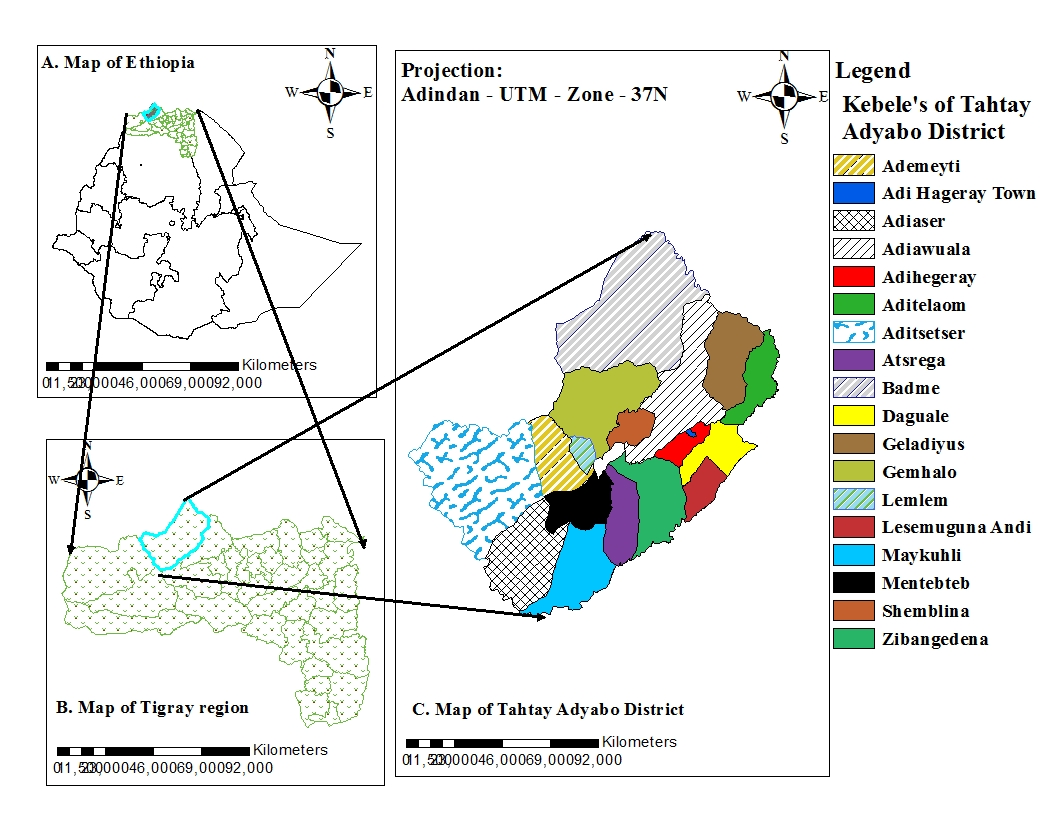 A. Map of Ethiopia
N
W E
S
Kilometers
Projection:
Adindan - UTM - Zone - 37N
N
W E
S
Legend
Kebele's of Tahtay
Adyabo District
Ademeyti
Adi Hageray Town
Adiaser
Adiawuala
Adihegeray
Aditelaom
Aditsetser
Atsrega
Badme
Daguale
Geladiyus
Gemhalo
Lemlem
Lesemuguna Andi
Maykuhli
Mentebteb
Shemblina
Zibangedena
N
W E
S
B. Map of Tigray region
Kilometers
C. Map of Tahtay Adyabo District
Kilometers